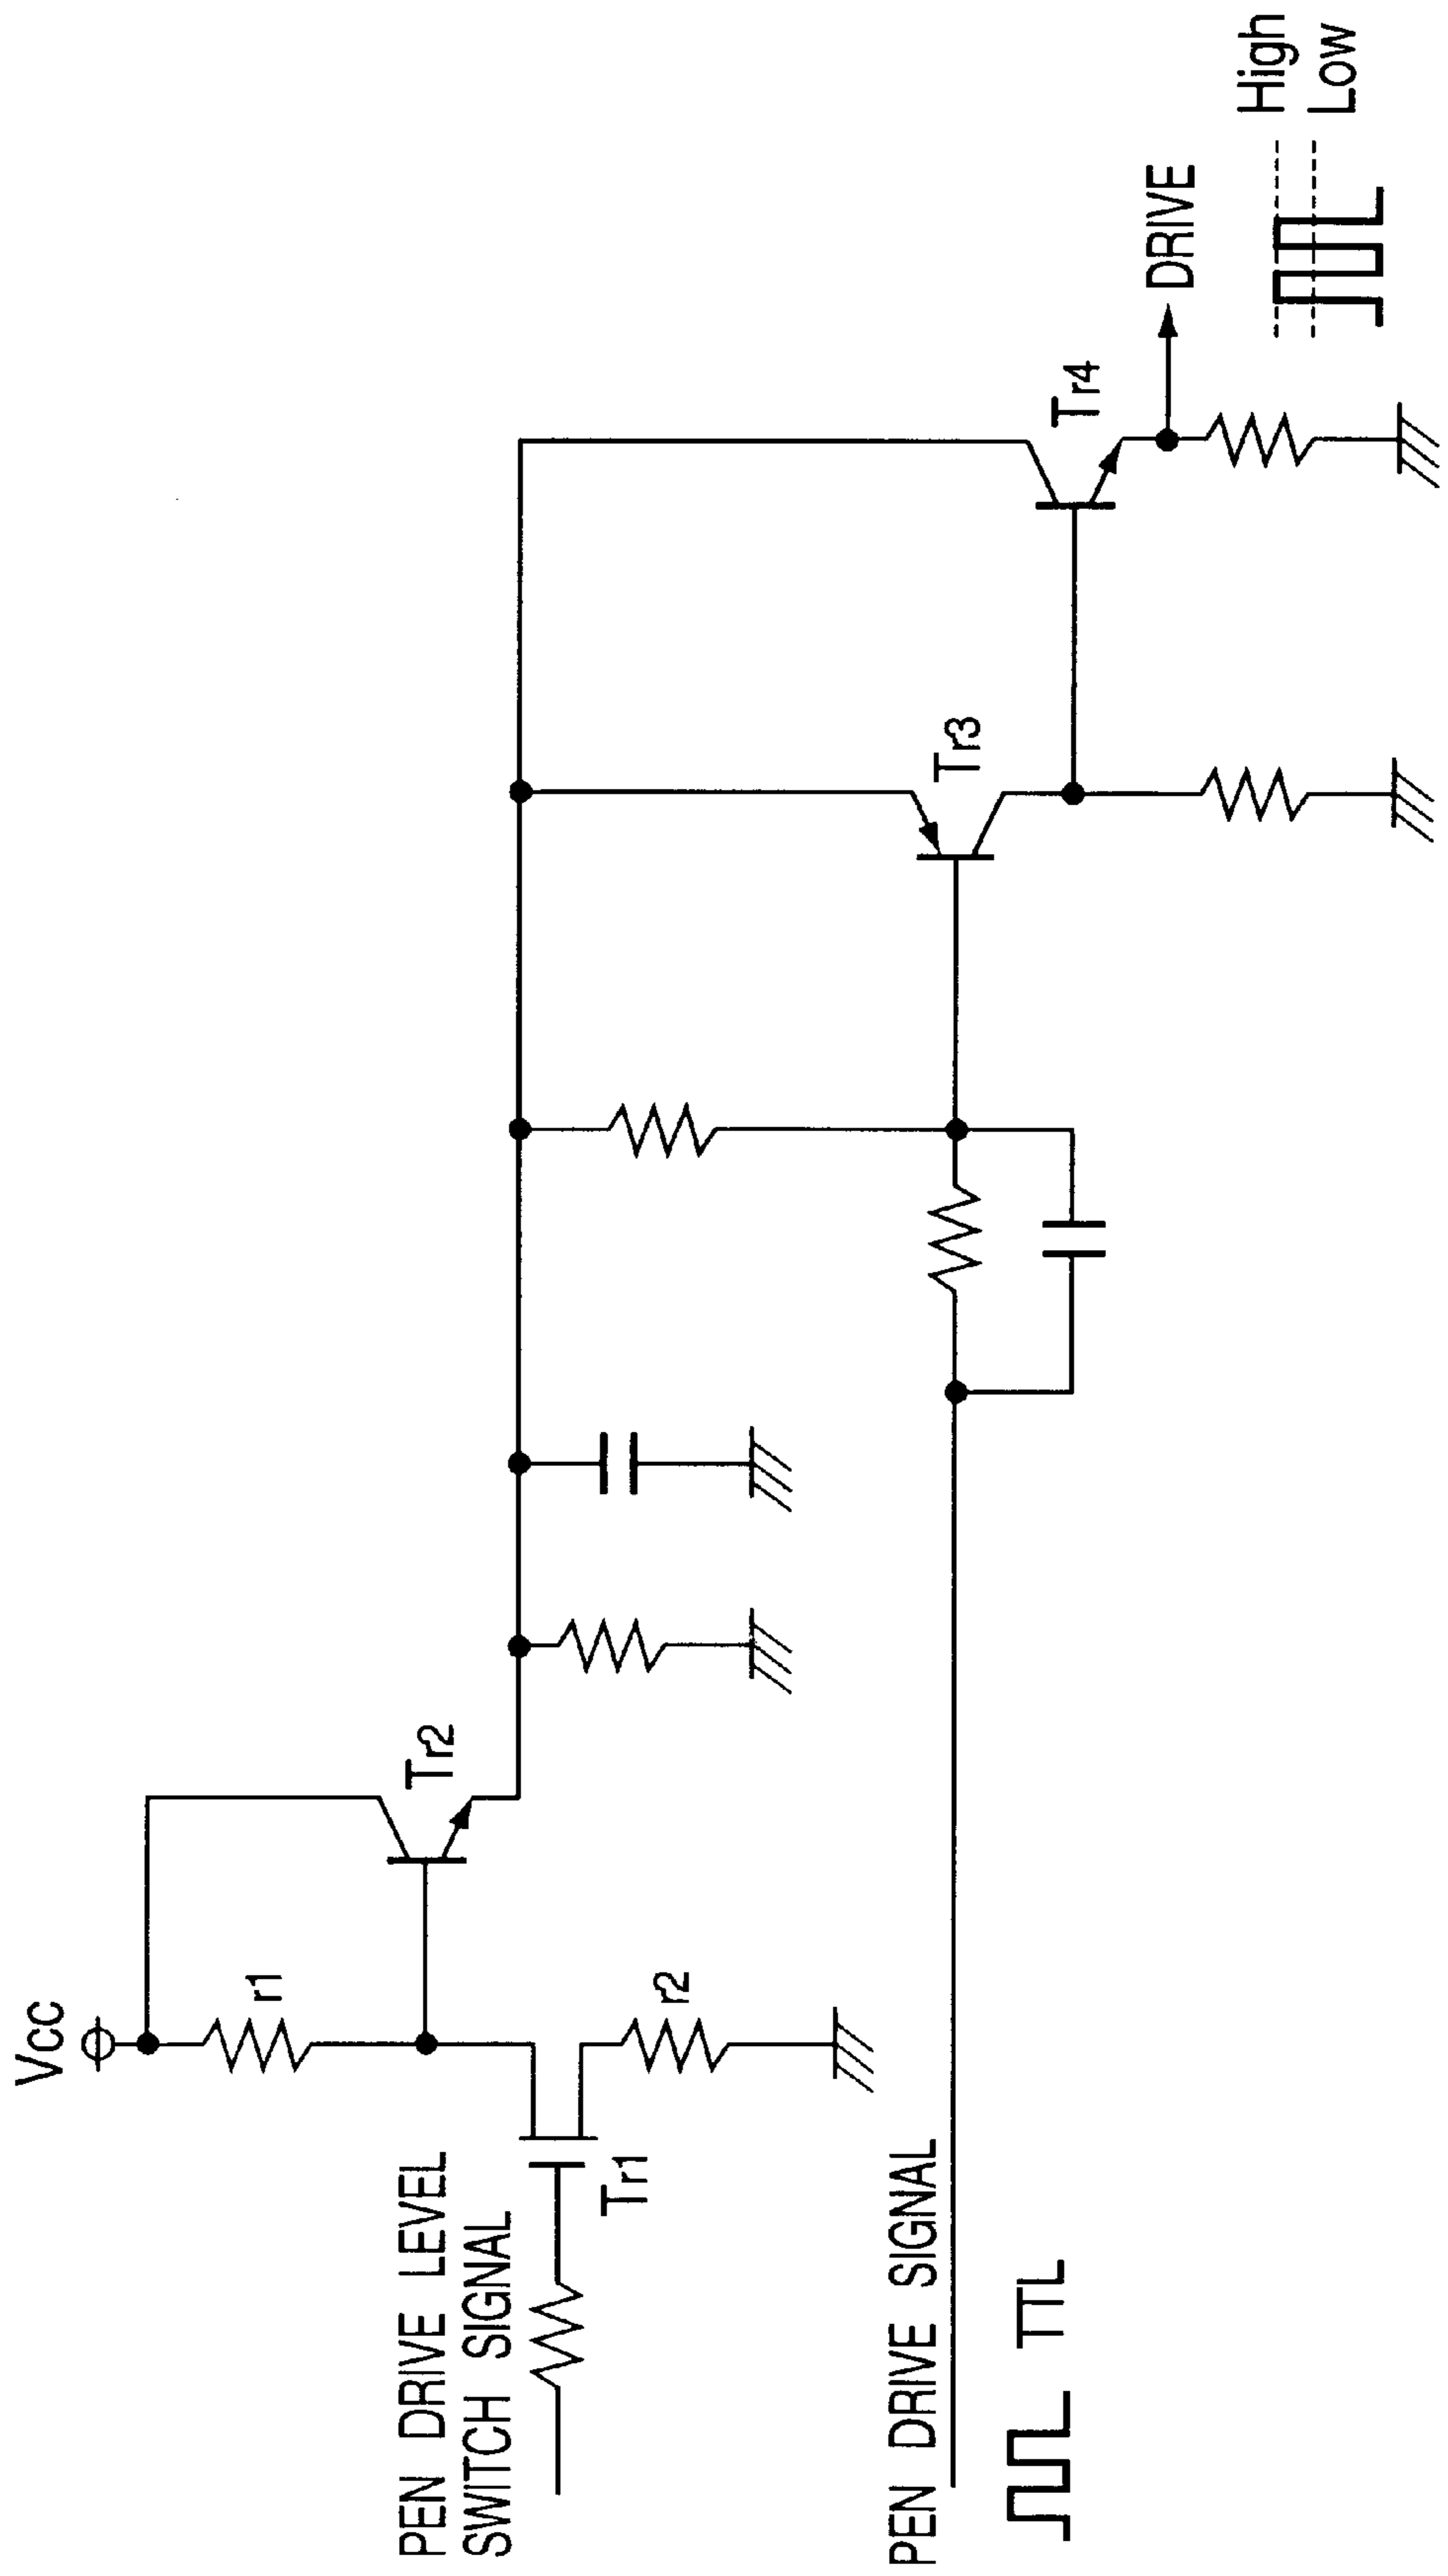 Vcc
r1
Tr2
PEN DRIVE LEVEL
SWITCH SIGNAL
Tr1
r2
Tr3
Tr4
PEN DRIVE SIGNAL
TTL
DRIVE
High
Low